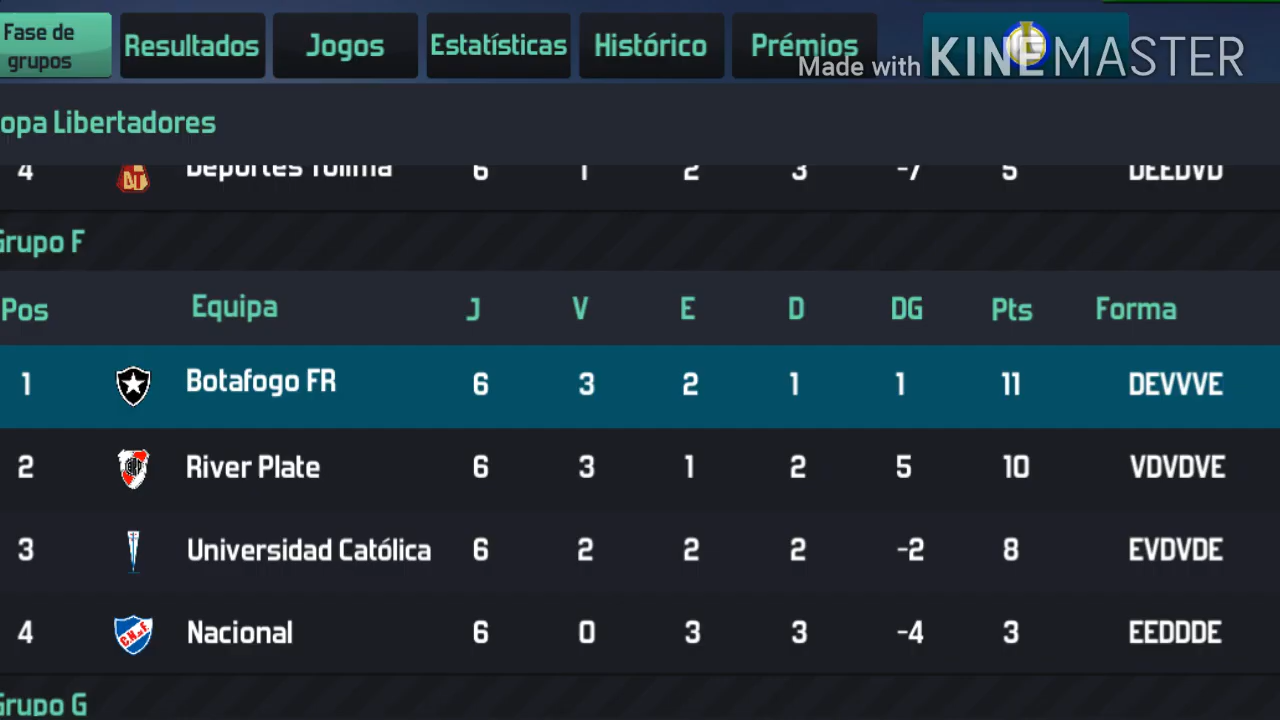 Fase de grupos Resultados Jogos Estatísticas Histórico Prémios
Made with KINEMASTER
opa Libertadores
4 Deportes Tolima 6 1 2 3 -7 5 DEEDVD
Grupo F
Pos Equipa J V E D DG Pts Forma
1 Botafogo FR 6 3 2 1 1 11 DEVVVE
2 River Plate 6 3 1 2 5 10 VDVDVE
3 Universidad Católica 6 2 2 2 -2 8 EVDVDE
4 Nacional 6 0 3 3 -4 3 EEDDDE
Grupo G